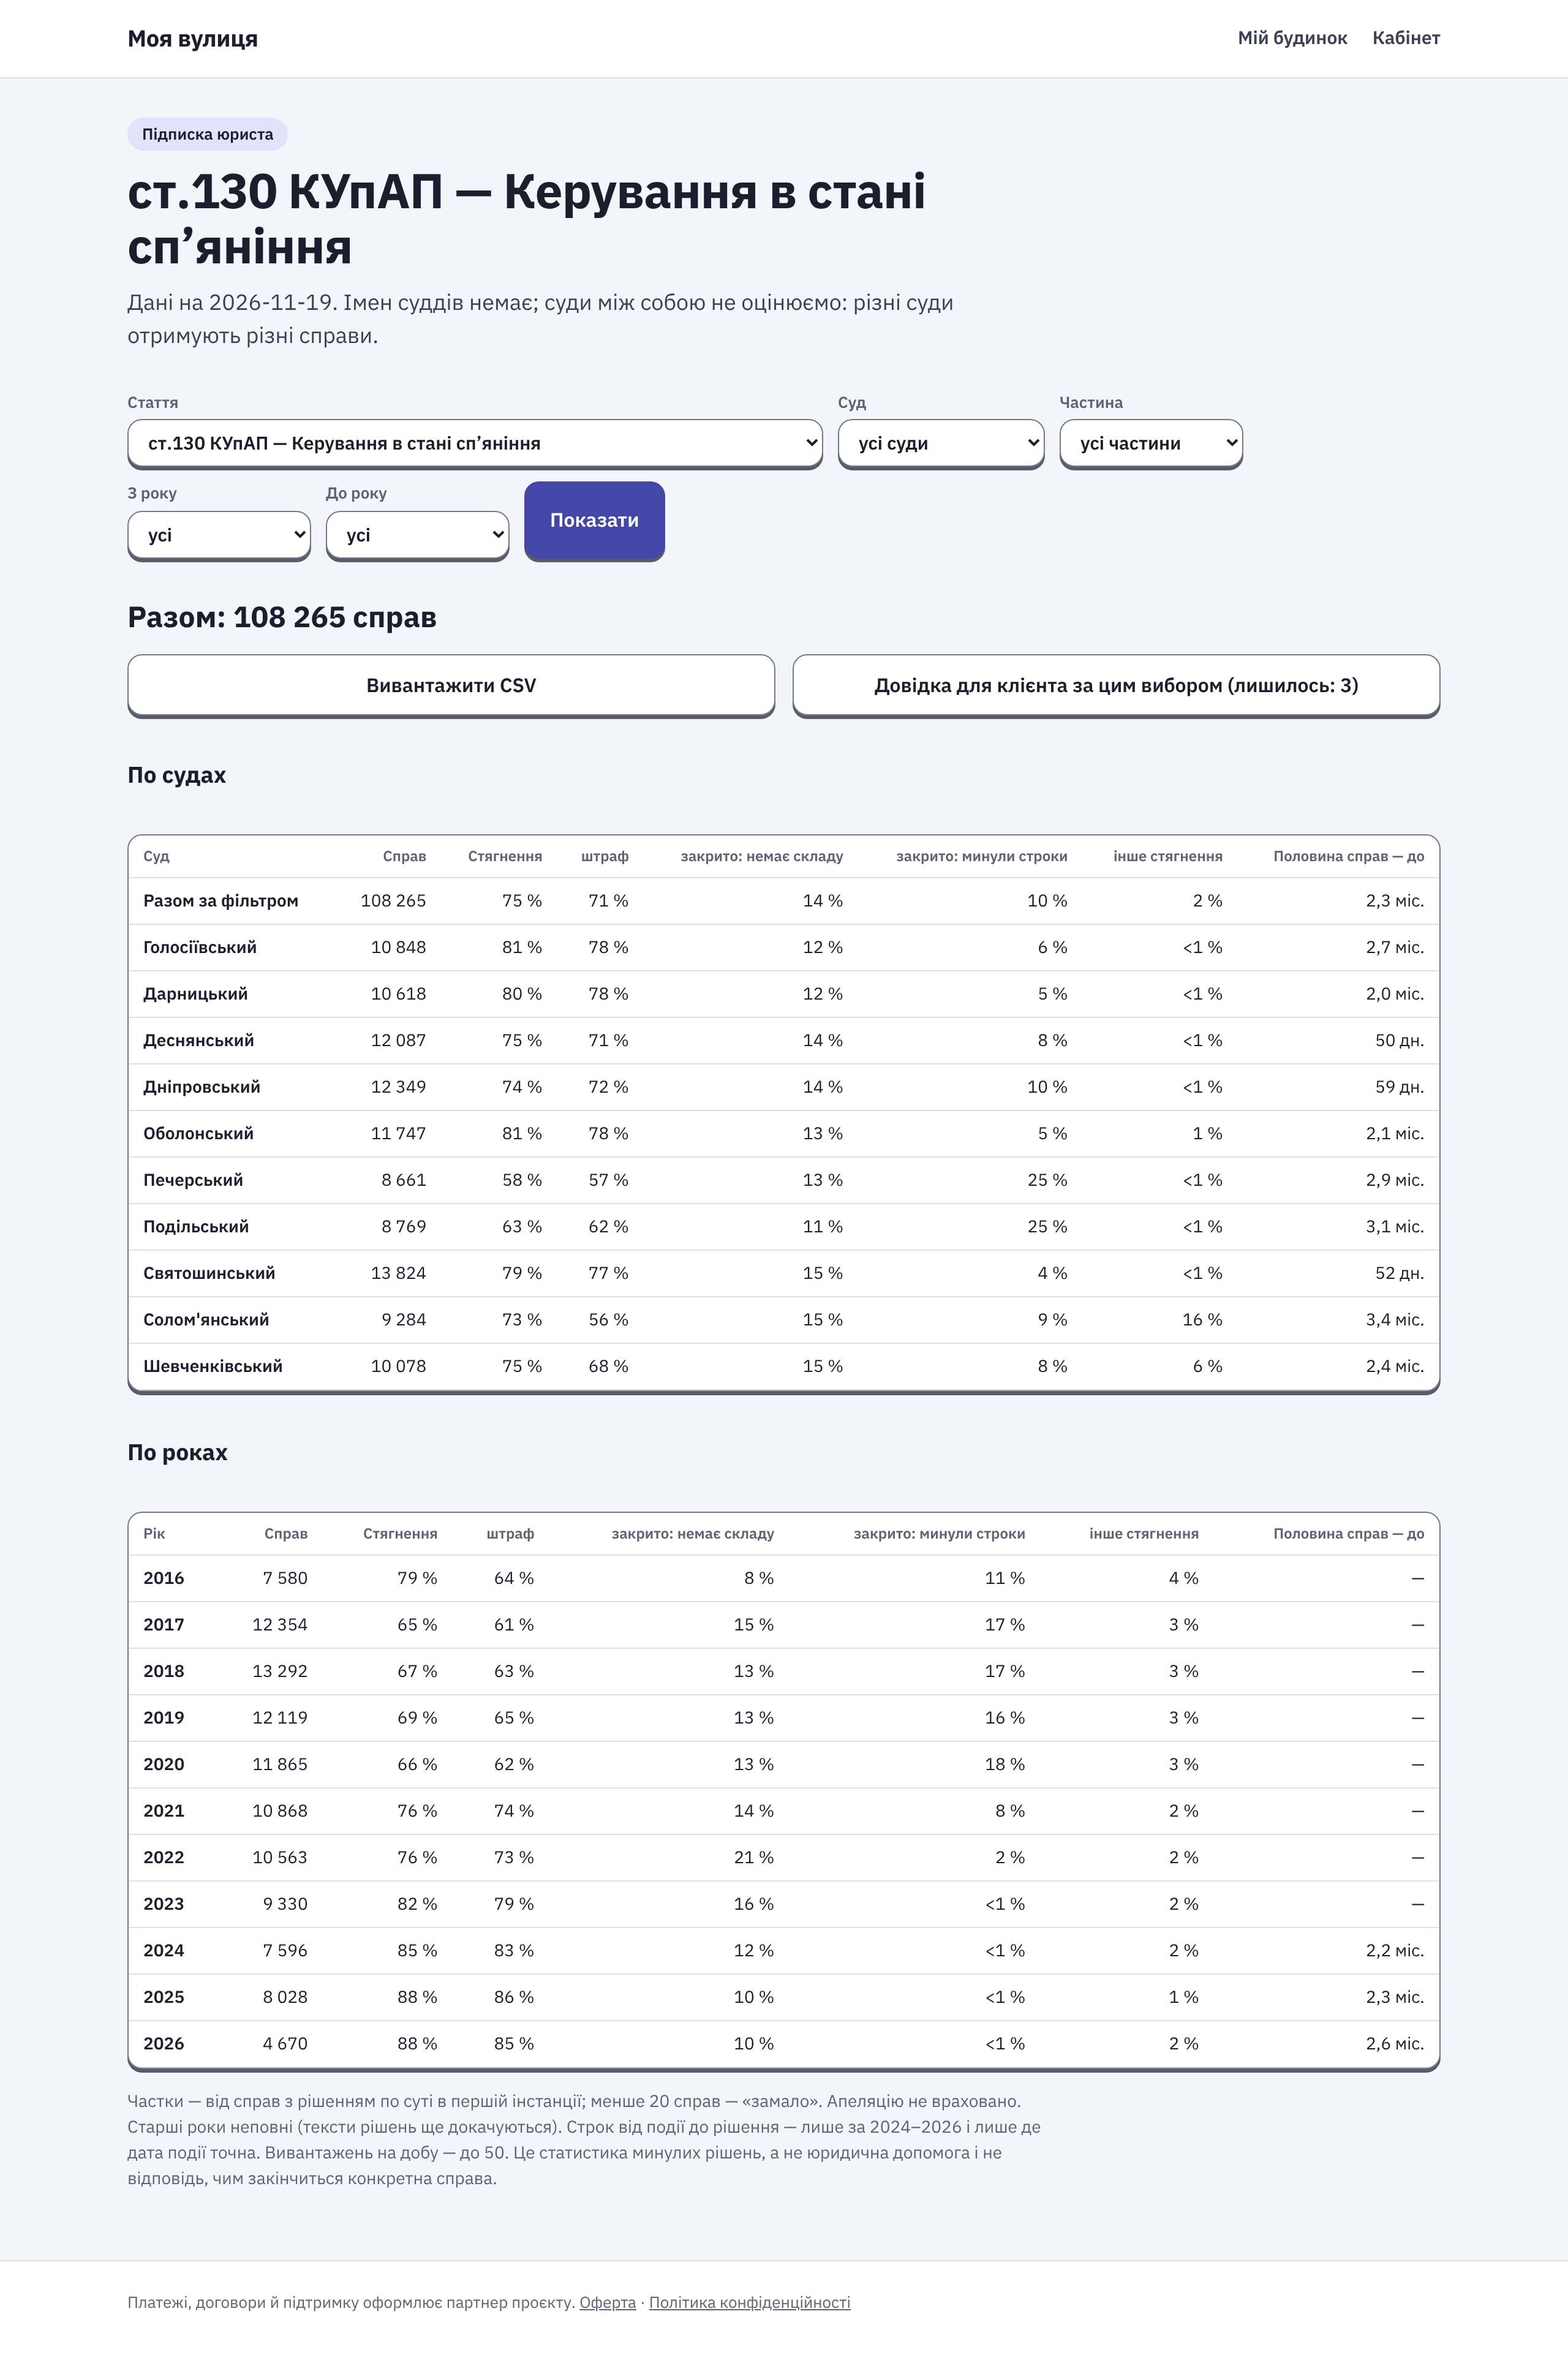 Моя вулиця
Мій будинок Кабінет
Підписка юриста
ст.130 КУпАП — Керування в стані
сп’яніння
Дані на 2026-11-19. Імен суддів немає; суди між собою не оцінюємо: різні суди
отримують різні справи.
Стаття Суд Частина
ст.130 КУпАП — Керування в стані сп’яніння усі суди усі частини
З року До року
усі усі Показати
Разом: 108 265 справ
Вивантажити CSV Довідка для клієнта за цим вибором (лишилось: 3)
По судах
Суд Справ Стягнення штраф закрито: немає складу закрито: минули строки інше стягнення Половина справ — до
Разом за фільтром 108 265 75 % 71 % 14 % 10 % 2 % 2,3 міс.
Голосіївський 10 848 81 % 78 % 12 % 6 % <1 % 2,7 міс.
Дарницький 10 618 80 % 78 % 12 % 5 % <1 % 2,0 міс.
Деснянський 12 087 75 % 71 % 14 % 8 % <1 % 50 дн.
Дніпровський 12 349 74 % 72 % 14 % 10 % <1 % 59 дн.
Оболонський 11 747 81 % 78 % 13 % 5 % 1 % 2,1 міс.
Печерський 8 661 58 % 57 % 13 % 25 % <1 % 2,9 міс.
Подільський 8 769 63 % 62 % 11 % 25 % <1 % 3,1 міс.
Святошинський 13 824 79 % 77 % 15 % 4 % <1 % 52 дн.
Солом'янський 9 284 73 % 56 % 15 % 9 % 16 % 3,4 міс.
Шевченківський 10 078 75 % 68 % 15 % 8 % 6 % 2,4 міс.
По роках
Рік Справ Стягнення штраф закрито: немає складу закрито: минули строки інше стягнення Половина справ — до
2016 7 580 79 % 64 % 8 % 11 % 4 % —
2017 12 354 65 % 61 % 15 % 17 % 3 % —
2018 13 292 67 % 63 % 13 % 17 % 3 % —
2019 12 119 69 % 65 % 13 % 16 % 3 % —
2020 11 865 66 % 62 % 13 % 18 % 3 % —
2021 10 868 76 % 74 % 14 % 8 % 2 % —
2022 10 563 76 % 73 % 21 % 2 % 2 % —
2023 9 330 82 % 79 % 16 % <1 % 2 % —
2024 7 596 85 % 83 % 12 % <1 % 2 % 2,2 міс.
2025 8 028 88 % 86 % 10 % <1 % 1 % 2,3 міс.
2026 4 670 88 % 85 % 10 % <1 % 2 % 2,6 міс.
Частки — від справ з рішенням по суті в першій інстанції; менше 20 справ — «замало». Апеляцію не враховано.
Старші роки неповні (тексти рішень ще докачуються). Строк від події до рішення — лише за 2024–2026 і лише де
дата події точна. Вивантажень на добу — до 50. Це статистика минулих рішень, а не юридична допомога і не
відповідь, чим закінчиться конкретна справа.
Платежі, договори й підтримку оформлює партнер проєкту. Оферта · Політика конфіденційності